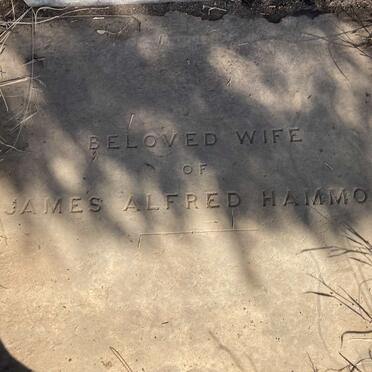 BELOVED WIFE
OF
JAMES ALFRED HAMMO